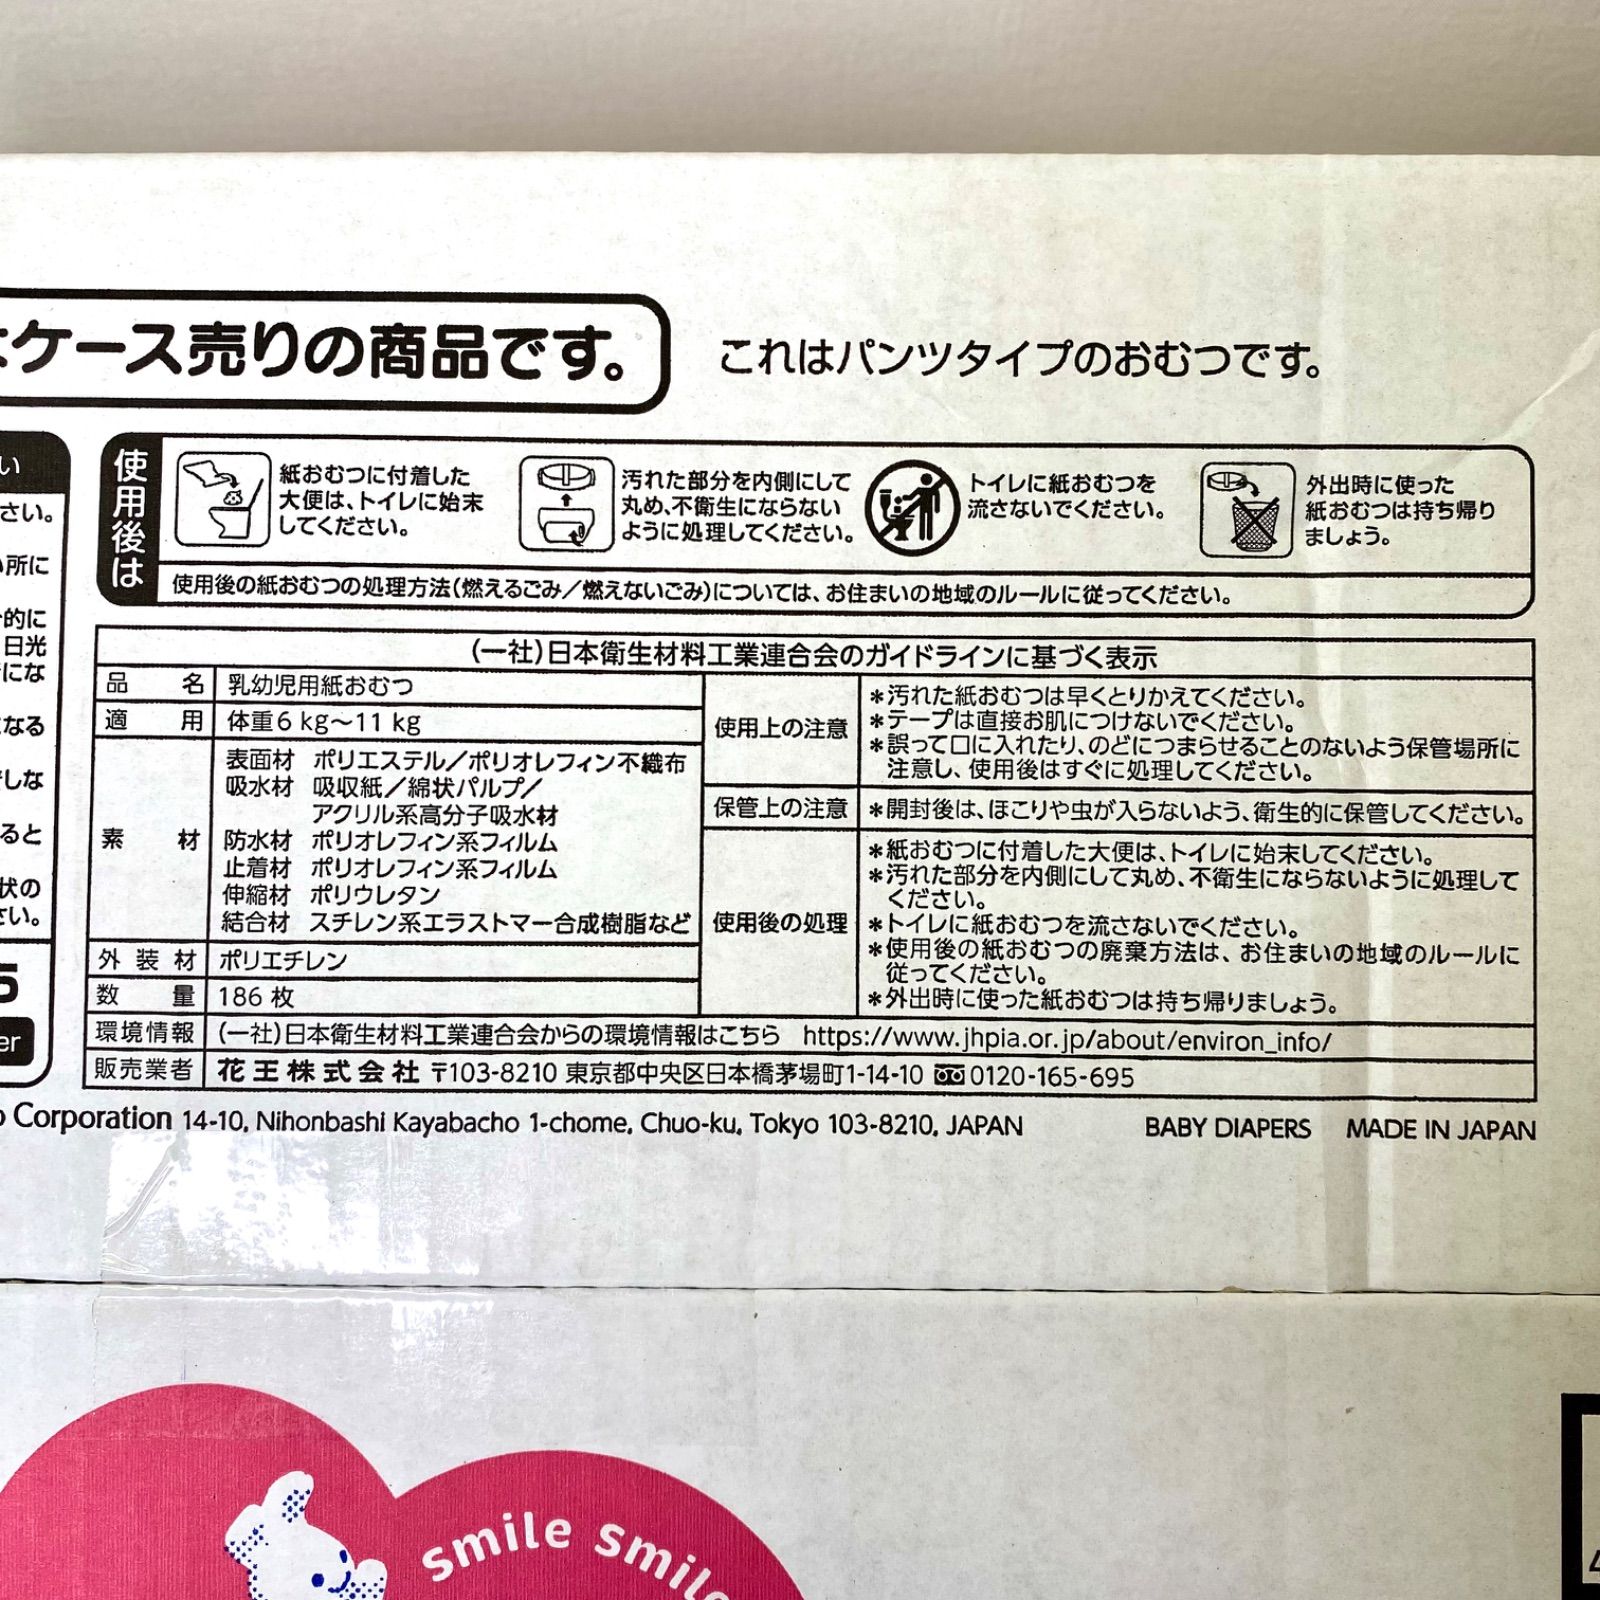 ケース売りの商品です。
これはパンツタイプのおむつです。
い
さい。
所に
的に
日光
にな
なる
しな
ると
状の
さい。
er
使用後は
紙おむつに付着した
大便は、トイレに始末
してください。
汚れた部分を内側にして
丸め、不衛生にならない
ように処理してください。
トイレに紙おむつを
流さないでください。
外出時に使った
紙おむつは持ち帰り
ましょう。
使用後の紙おむつの処理方法(燃えるごみ/燃えないごみ)については、お住まいの地域のルールに従ってください。
(一社)日本衛生材料工業連合会のガイドラインに基づく表示
品名 乳幼児用紙おむつ
適用 体重6kg〜11kg
素材
表面材 ポリエステル/ポリオレフィン不織布
吸水材 吸収紙/綿状パルプ/
アクリル系高分子吸水材
防水材 ポリオレフィン系フィルム
止着材 ポリオレフィン系フィルム
伸縮材 ポリウレタン
結合材 スチレン系エラストマー合成樹脂など
外装材 ポリエチレン
数量 186枚
使用上の注意
*汚れた紙おむつは早くとりかえてください。
*テープは直接お肌につけないでください。
*誤って口に入れたり、のどにつまらせることのないよう保管場所に
注意し、使用後はすぐに処理してください。
保管上の注意 *開封後は、ほこりや虫が入らないよう、衛生的に保管してください。
使用後の処理
*紙おむつに付着した大便は、トイレに始末してください。
*汚れた部分を内側にして丸め、不衛生にならないように処理して
ください。
*トイレに紙おむつを流さないでください。
*使用後の紙おむつの廃棄方法は、お住まいの地域のルールに
従ってください。
*外出時に使った紙おむつは持ち帰りましょう。
環境情報 (一社)日本衛生材料工業連合会からの環境情報はこちら https://www.jhpia.or.jp/about/environ_info/
販売業者 花王株式会社 〒103-8210 東京都中央区日本橋茅場町1-14-10 0120-165-695
Corporation 14-10, Nihonbashi Kayabacho 1-chome, Chuo-ku, Tokyo 103-8210, JAPAN
BABY DIAPERS MADE IN JAPAN
smile smile